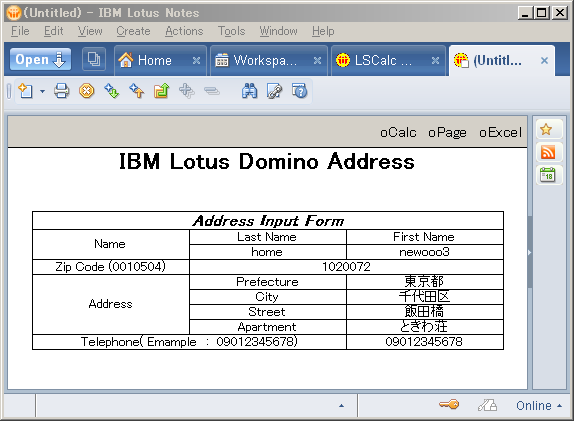 (Untitled) - IBM Lotus Notes
File Edit View Create Actions Tools Window Help
Open Home Workspa... LSCalc ... (Untitl...
oCalc oPage oExcel
IBM Lotus Domino Address
Address Input Form
Name Last Name First Name
home newooo3
Zip Code (0010504) 1020072
Address Prefecture 東京都
City 千代田区
Street 飯田橋
Apartment ときわ荘
Telephone( Emample : 09012345678) 09012345678
Online